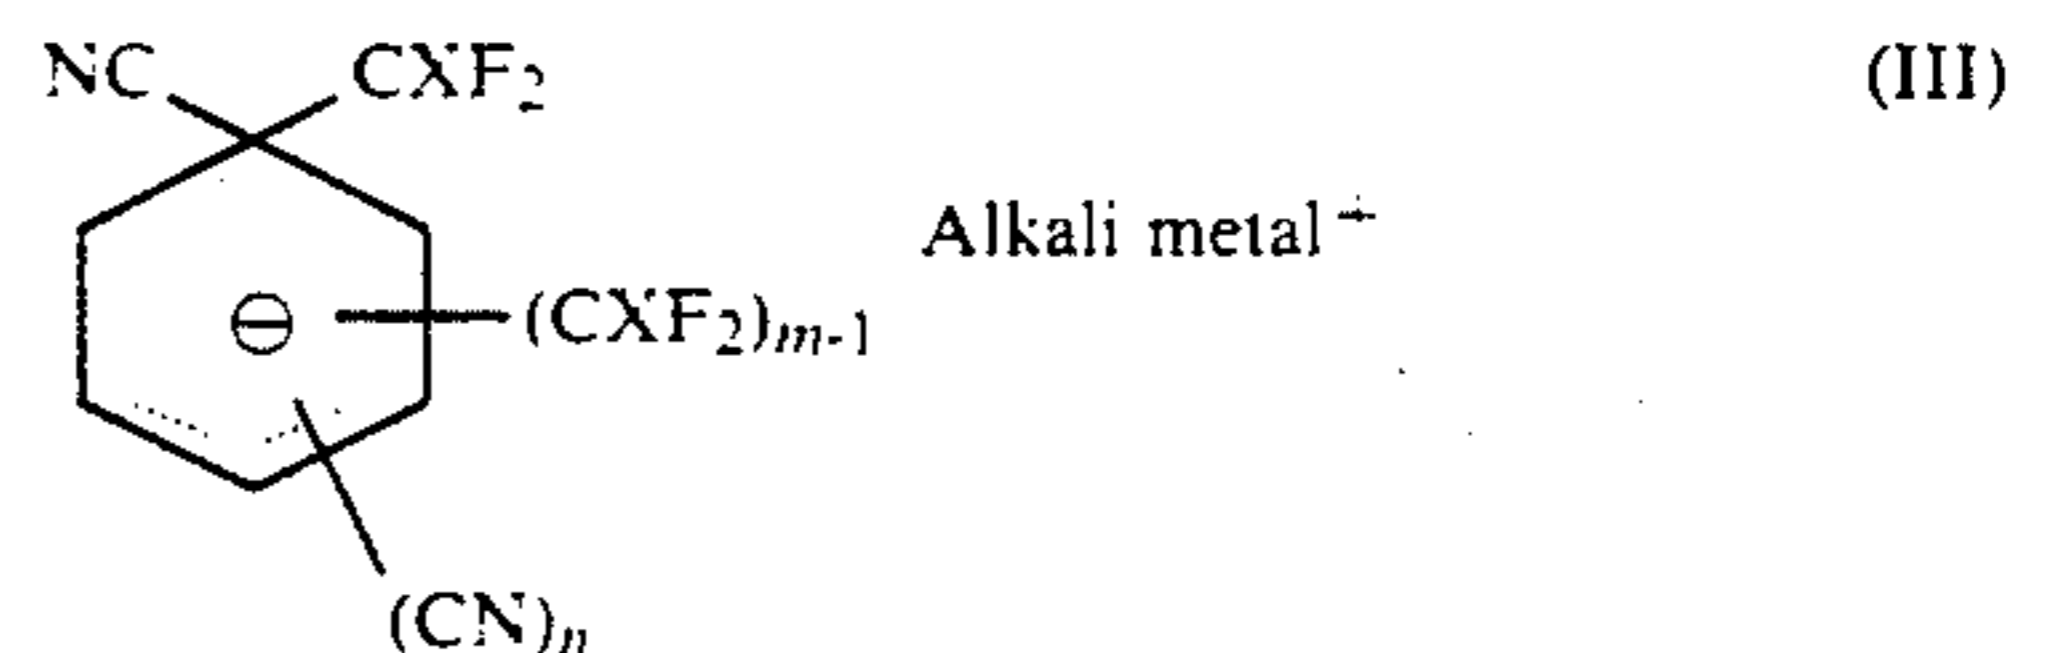 NC CXF2 (III)
Alkali metal+
⊖ (CXF2)m-1
(CN)n